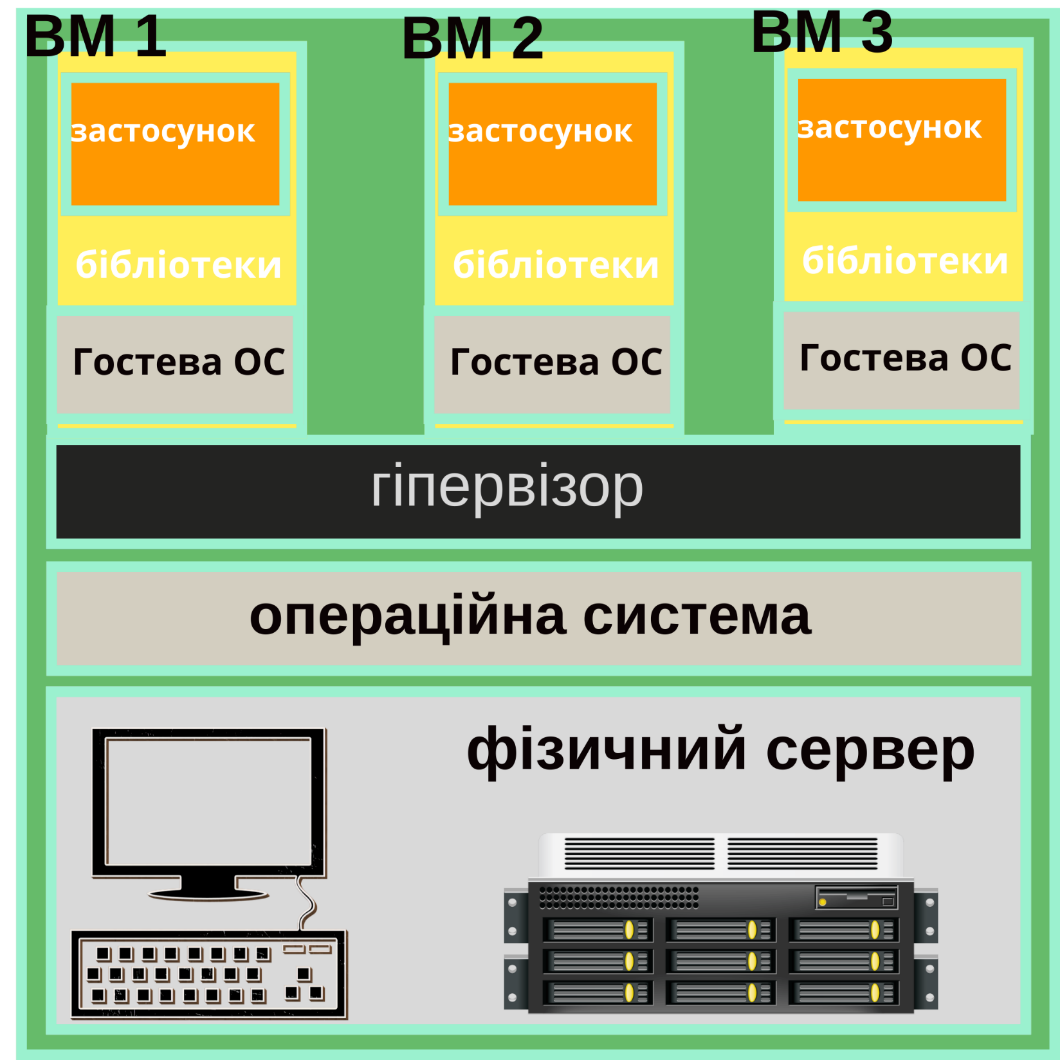 ВМ 1
ВМ 2
ВМ 3
застосунок
застосунок
застосунок
бібліотеки
бібліотеки
бібліотеки
Гостева ОС
Гостева ОС
Гостева ОС
гіпервізор
операційна система
фізичний сервер